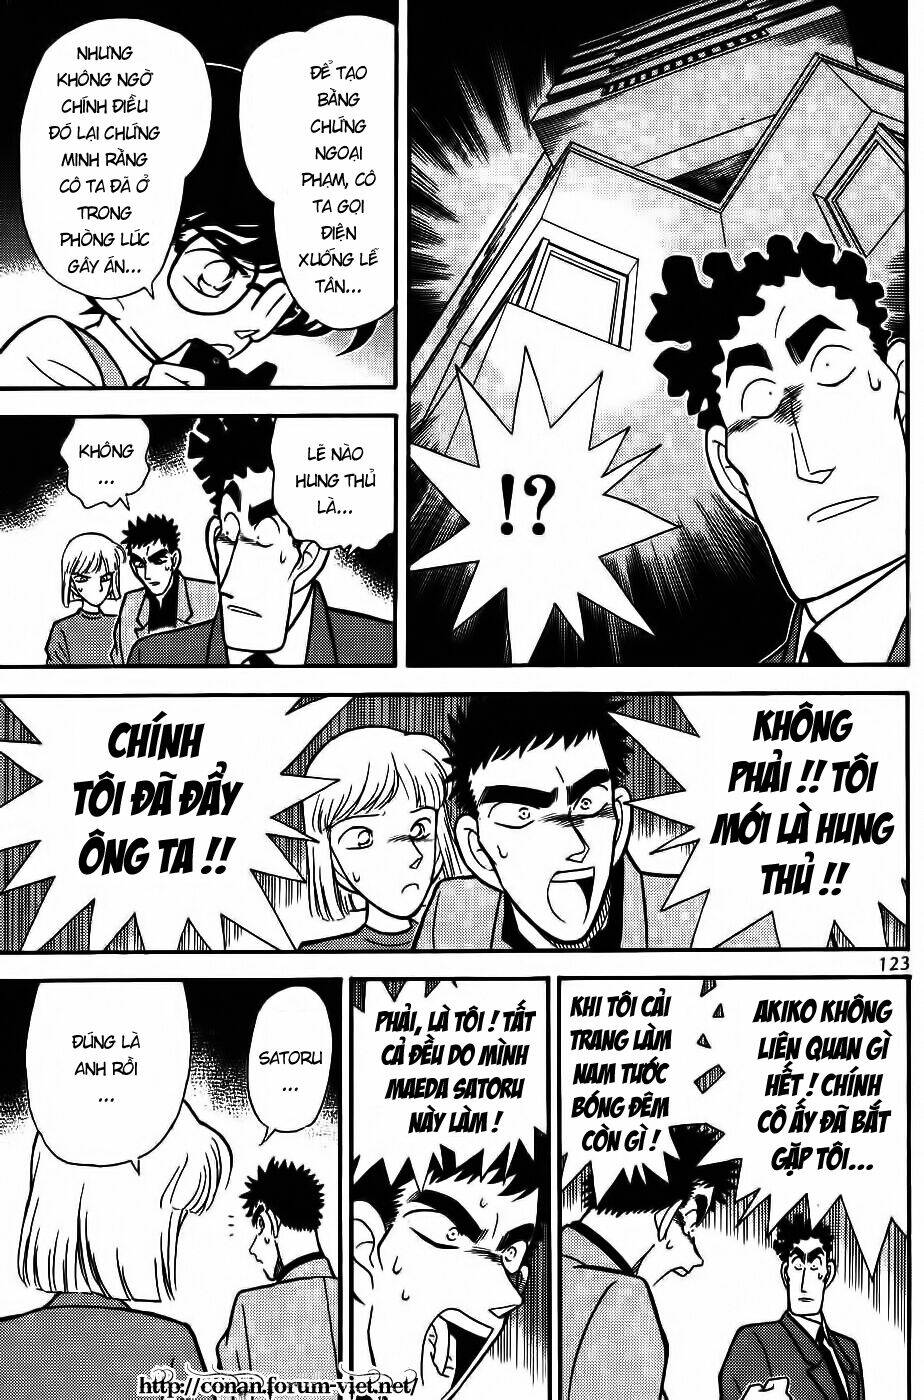 !?
ĐỂ TẠO
BẰNG
CHỨNG
NGOẠI
PHẠM, CÔ
TA GỌI
ĐIỆN
XUỐNG LỄ
TÂN...
NHƯNG
KHÔNG NGỜ
CHÍNH ĐIỀU
ĐÓ LẠI CHỨNG
MINH RẰNG
CÔ TA ĐÃ Ở
TRONG
PHÒNG LÚC
GÂY ÁN...
LẼ NÀO
HUNG THỦ
LÀ...
KHÔNG
...
KHÔNG
PHẢI !! TÔI
MỚI LÀ HUNG
THỦ !!
CHÍNH
TÔI ĐÃ ĐẨY
ÔNG TA !!
123
AKIKO KHÔNG
LIÊN QUAN GÌ
HẾT ! CHÍNH
CÔ ẤY ĐÃ BẮT
GẶP TÔI...
KHI TÔI CẢI
TRANG LÀM
NAM TƯỚC
BÓNG ĐÊM
CÒN GÌ !
PHẢI, LÀ TÔI ! TẤT
CẢ ĐỀU DO MÌNH
MAEDA SATORU
NÀY LÀM !
SATORU
...
ĐÚNG LÀ
ANH RỒI
...
http://conan.forum-viet.net/